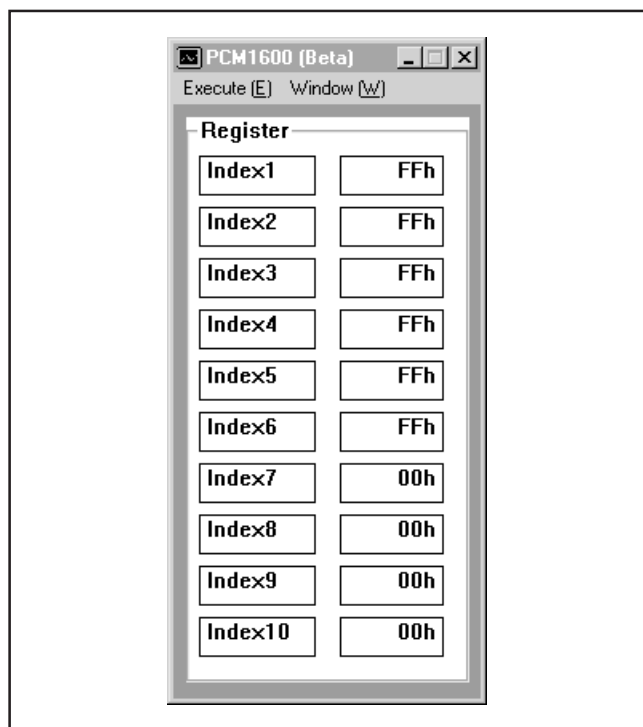 PCM1600 (Beta)
Execute (E) Window (W)
Register
Index1 FFh
Index2 FFh
Index3 FFh
Index4 FFh
Index5 FFh
Index6 FFh
Index7 00h
Index8 00h
Index9 00h
Index10 00h